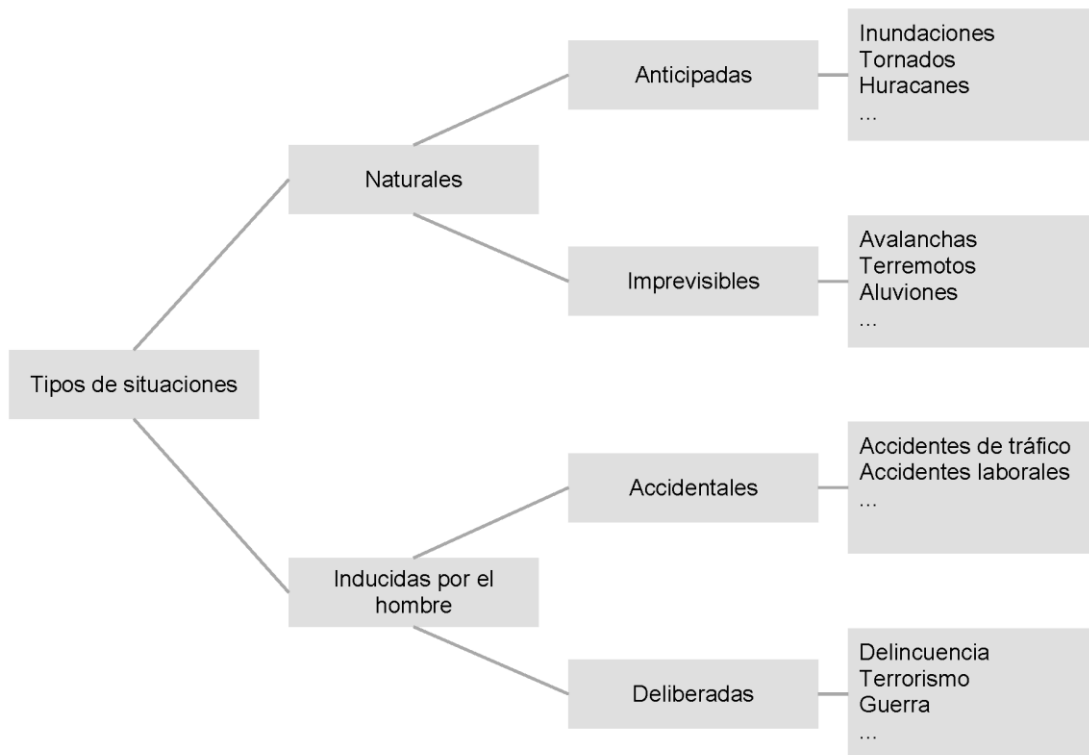 Tipos de situaciones
Naturales
Anticipadas
Inundaciones
Tornados
Huracanes
...
Imprevisibles
Avalanchas
Terremotos
Aluviones
...
Inducidas por el
hombre
Accidentales
Accidentes de tráfico
Accidentes laborales
...
Deliberadas
Delincuencia
Terrorismo
Guerra
...